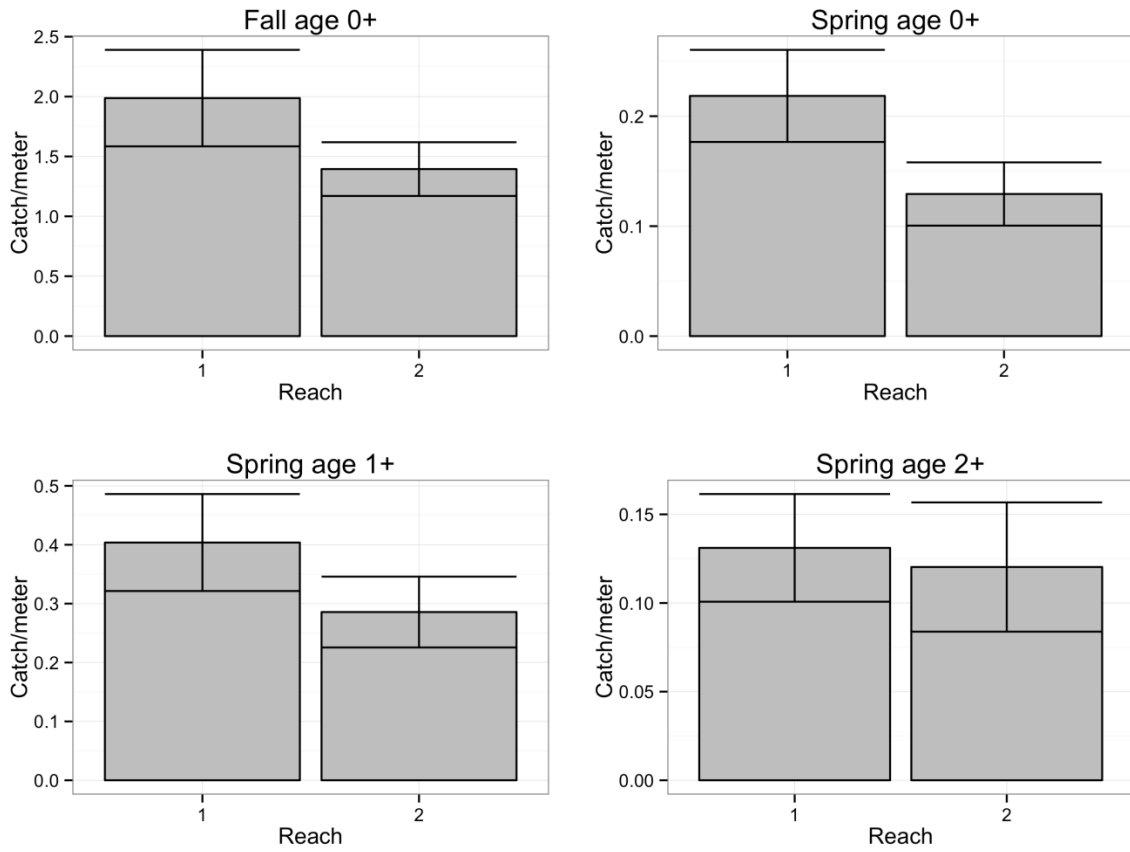 Fall age 0+
Catch/meter
2.5
2.0
1.5
1.0
0.5
0.0
1 2
Reach
Spring age 0+
Catch/meter
0.2
0.1
0.0
1 2
Reach
Spring age 1+
Catch/meter
0.5
0.4
0.3
0.2
0.1
0.0
1 2
Reach
Spring age 2+
Catch/meter
0.15
0.10
0.05
0.00
1 2
Reach